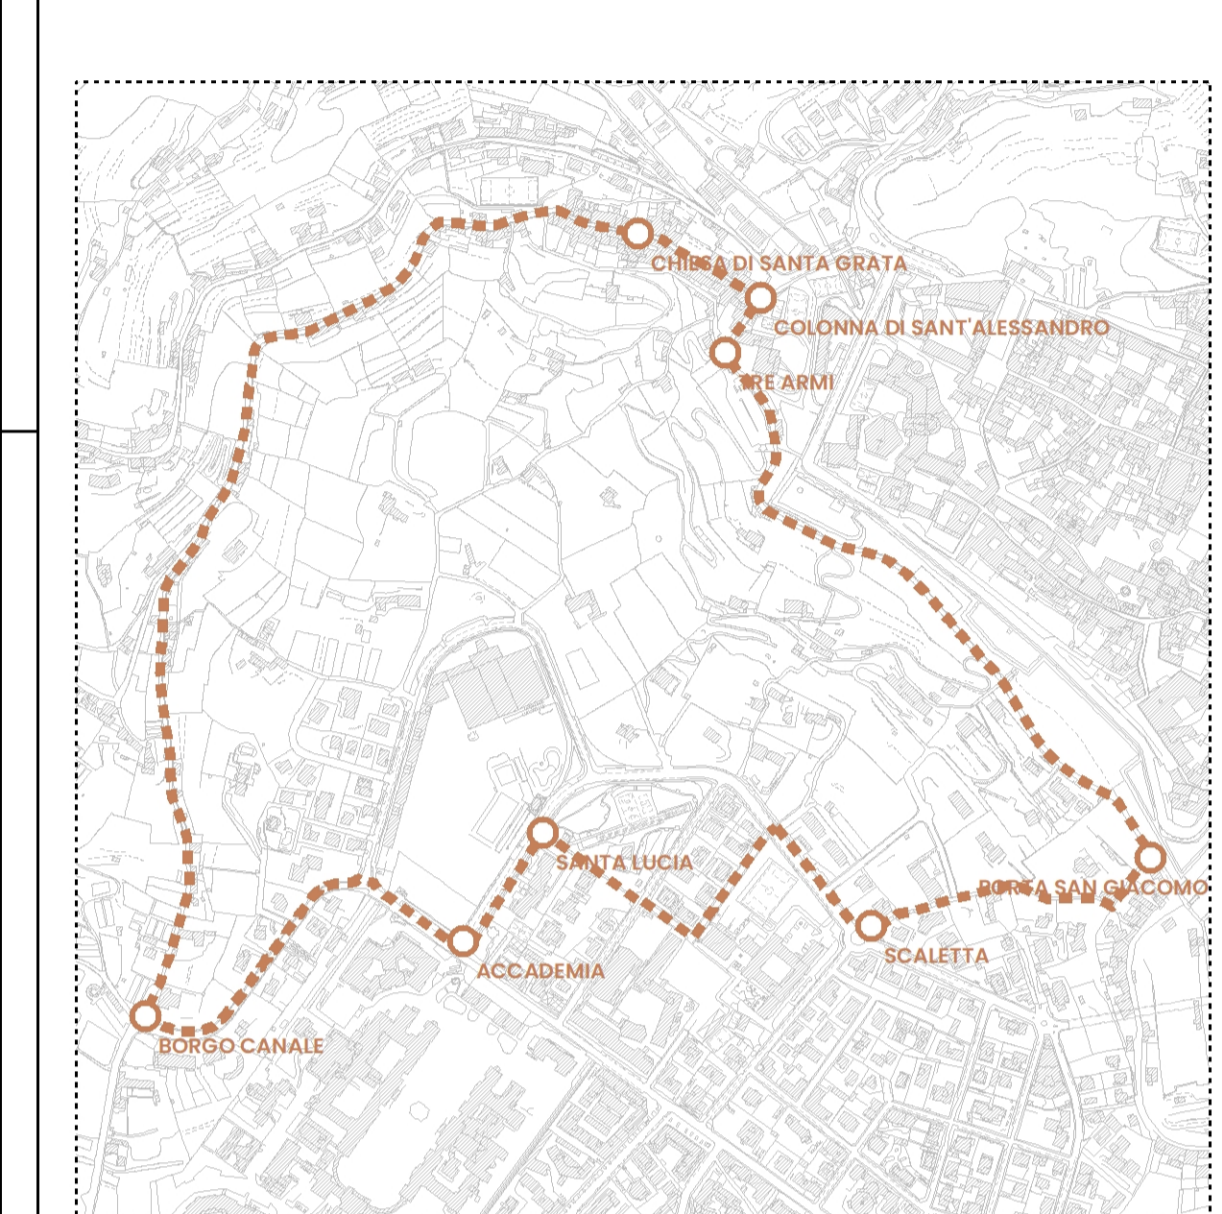 CHIESA DI SANTA GRATA
COLONNA DI SANT'ALESSANDRO
TRE ARMI
SANTA LUCIA
PORTA SAN GIACOMO
SCALETTA
ACCADEMIA
BORGO CANALE